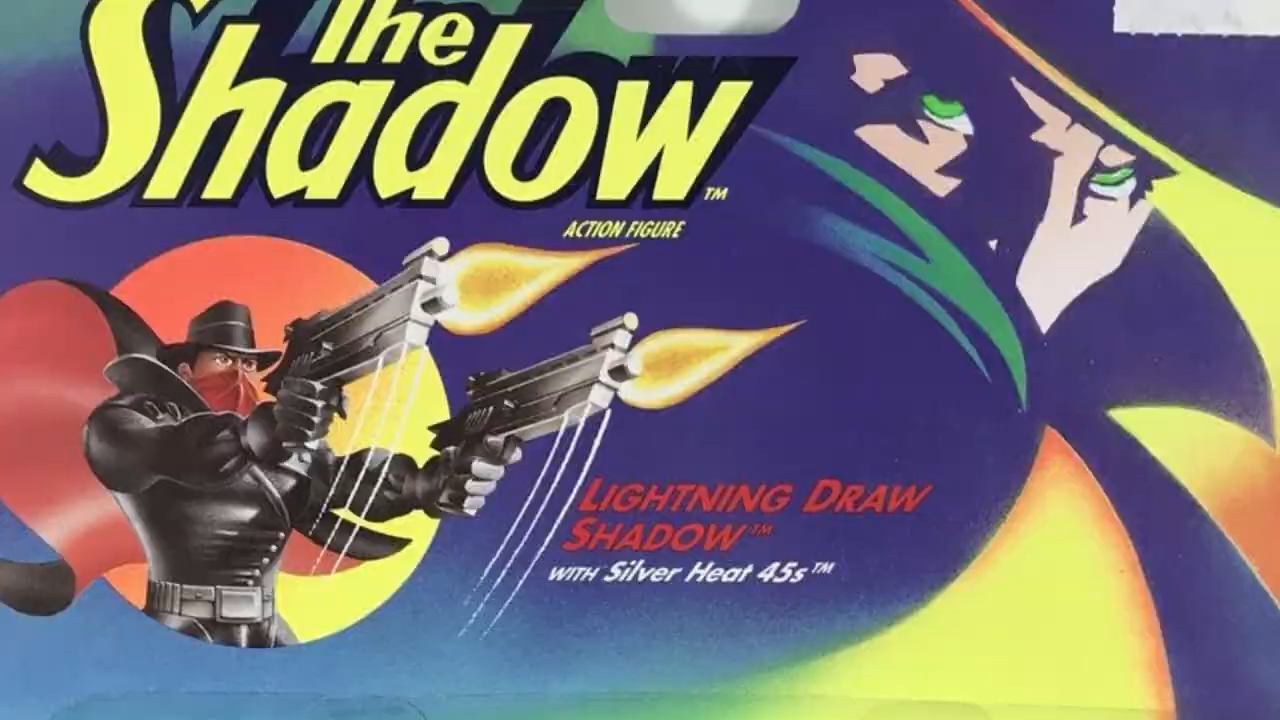 The
Shadow™
ACTION FIGURE
LIGHTNING DRAW
SHADOW™
WITH Silver Heat 45s™